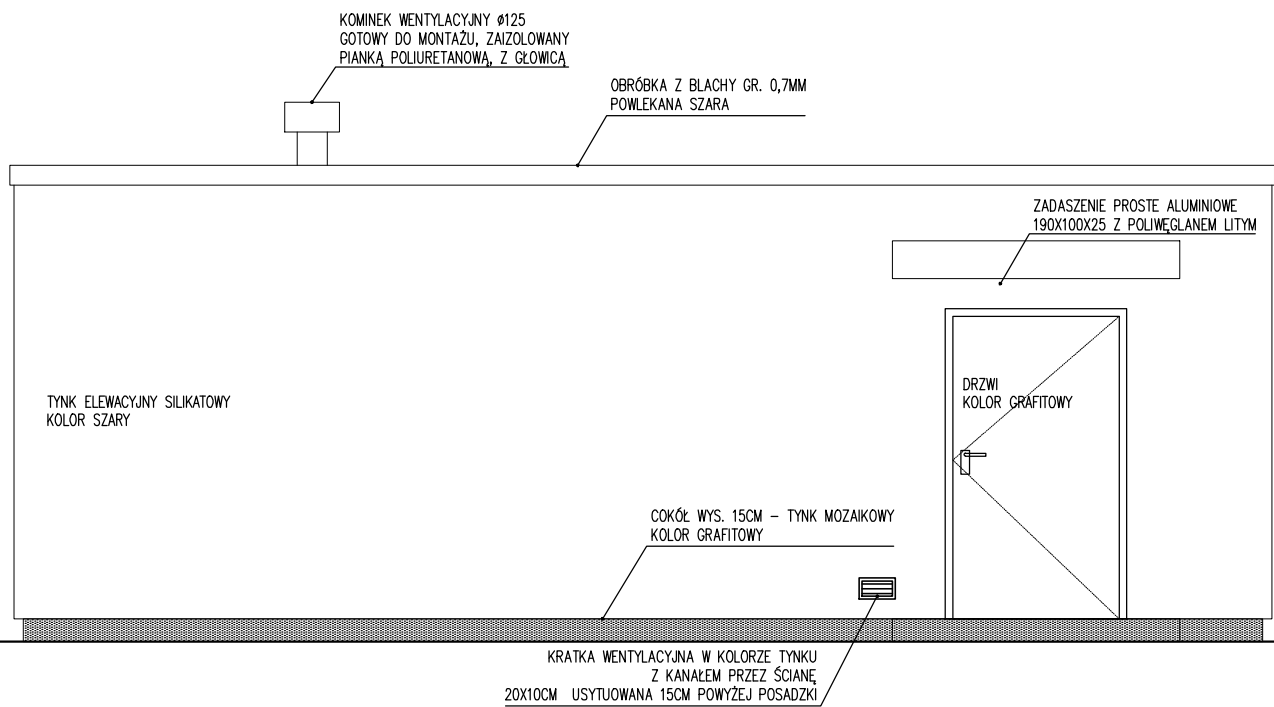 KOMINEK WENTYLACYJNY ø125
GOTOWY DO MONTAŻU, ZAIZOLOWANY
PIANKĄ POLIURETANOWĄ, Z GŁOWICĄ
OBRÓBKA Z BLACHY GR. 0,7MM
POWLEKANA SZARA
ZADASZENIE PROSTE ALUMINIOWE
190X100X25 Z POLIWĘGLANEM LITYM
TYNK ELEWACYJNY SILIKATOWY
KOLOR SZARY
DRZWI
KOLOR GRAFITOWY
COKÓŁ WYS. 15CM – TYNK MOZAIKOWY
KOLOR GRAFITOWY
KRATKA WENTYLACYJNA W KOLORZE TYNKU
Z KANAŁEM PRZEZ ŚCIANĘ
20X10CM USYTUOWANA 15CM POWYŻEJ POSADZKI